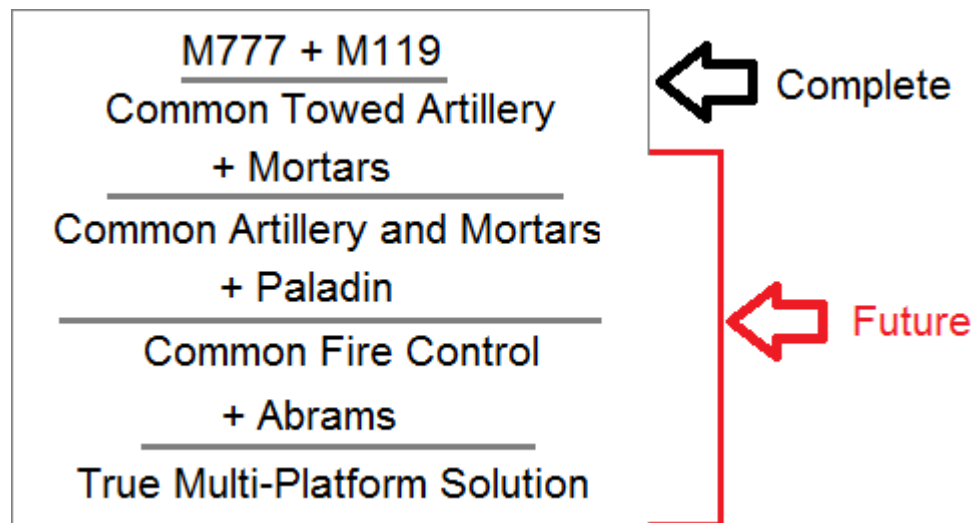 M777 + M119
Common Towed Artillery
+ Mortars
Common Artillery and Mortars
+ Paladin
Common Fire Control
+ Abrams
True Multi-Platform Solution
Complete
Future